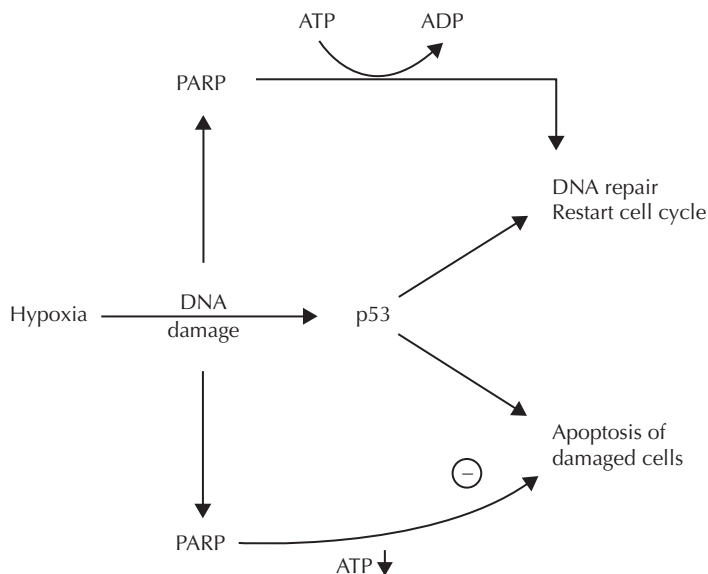 ATP
ADP
PARP
DNA repair
Restart cell cycle
Hypoxia
DNA
damage
p53
Apoptosis of
damaged cells
−
PARP
ATP